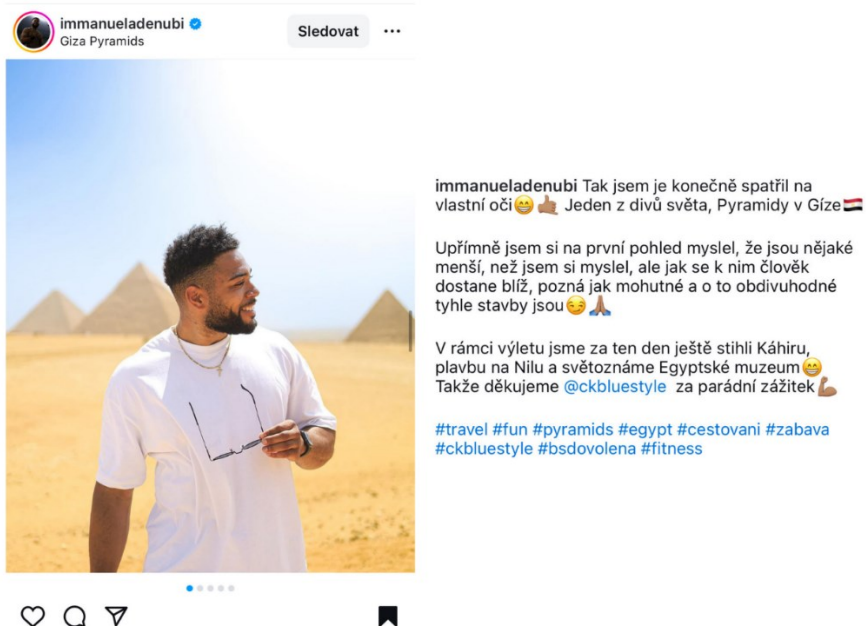 immanueladenubi
Giza Pyramids
Sledovat
immanueladenubi Tak jsem je konečně spatřil na
vlastní oči😁🤙🏽 Jeden z divů světa, Pyramidy v Gíze🇪🇬
Upřímně jsem si na první pohled myslel, že jsou nějaké
menší, než jsem si myslel, ale jak se k nim člověk
dostane blíž, pozná jak mohutné a o to obdivuhodné
tyhle stavby jsou😏🙏🏽
V rámci výletu jsme za ten den ještě stihli Káhiru,
plavbu na Nilu a světoznáme Egyptské muzeum😁
Takže děkujeme @ckbluestyle za parádní zážitek💪🏽
#travel #fun #pyramids #egypt #cestovani #zabava
#ckbluestyle #bsdovolena #fitness